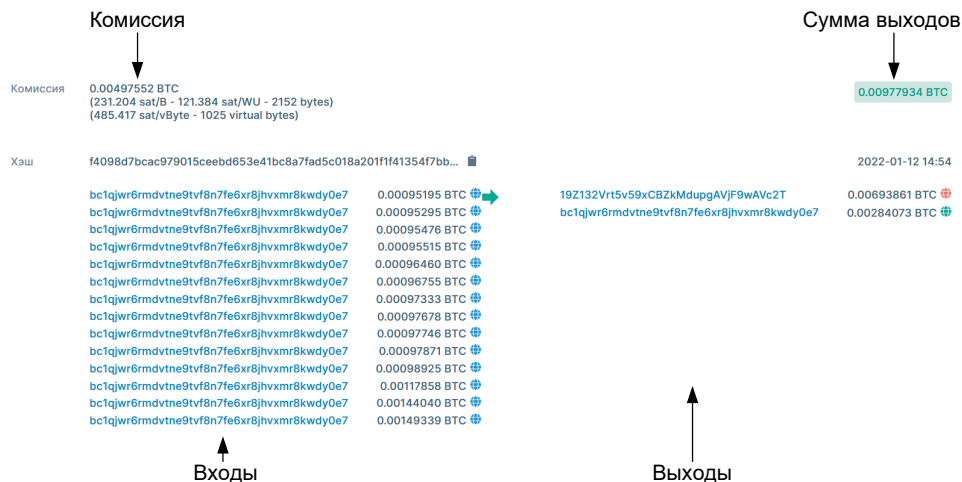 Комиссия
Сумма выходов
Комиссия 0.00497552 BTC 0.00977934 BTC
(231.204 sat/B - 121.384 sat/WU - 2152 bytes)
(485.417 sat/vByte - 1025 virtual bytes)
Хэш f4098d7bcac979015ceebd653e41bc8a7fad5c018a201f1f41354f7bb... 2022-01-12 14:54
bc1qjwr6rmdvtne9tvf8n7fe6xr8jhvxmr8kwdy0e7 0.00095195 BTC 19Z132Vrt5v59xCBZkMdupgAVjF9wAVc2T 0.00693861 BTC
bc1qjwr6rmdvtne9tvf8n7fe6xr8jhvxmr8kwdy0e7 0.00095295 BTC bc1qjwr6rmdvtne9tvf8n7fe6xr8jhvxmr8kwdy0e7 0.00284073 BTC
bc1qjwr6rmdvtne9tvf8n7fe6xr8jhvxmr8kwdy0e7 0.00095476 BTC
bc1qjwr6rmdvtne9tvf8n7fe6xr8jhvxmr8kwdy0e7 0.00095515 BTC
bc1qjwr6rmdvtne9tvf8n7fe6xr8jhvxmr8kwdy0e7 0.00096460 BTC
bc1qjwr6rmdvtne9tvf8n7fe6xr8jhvxmr8kwdy0e7 0.00096755 BTC
bc1qjwr6rmdvtne9tvf8n7fe6xr8jhvxmr8kwdy0e7 0.00097333 BTC
bc1qjwr6rmdvtne9tvf8n7fe6xr8jhvxmr8kwdy0e7 0.00097678 BTC
bc1qjwr6rmdvtne9tvf8n7fe6xr8jhvxmr8kwdy0e7 0.00097746 BTC
bc1qjwr6rmdvtne9tvf8n7fe6xr8jhvxmr8kwdy0e7 0.00097871 BTC
bc1qjwr6rmdvtne9tvf8n7fe6xr8jhvxmr8kwdy0e7 0.00098925 BTC
bc1qjwr6rmdvtne9tvf8n7fe6xr8jhvxmr8kwdy0e7 0.00117858 BTC
bc1qjwr6rmdvtne9tvf8n7fe6xr8jhvxmr8kwdy0e7 0.00144040 BTC
bc1qjwr6rmdvtne9tvf8n7fe6xr8jhvxmr8kwdy0e7 0.00149339 BTC
Входы
Выходы